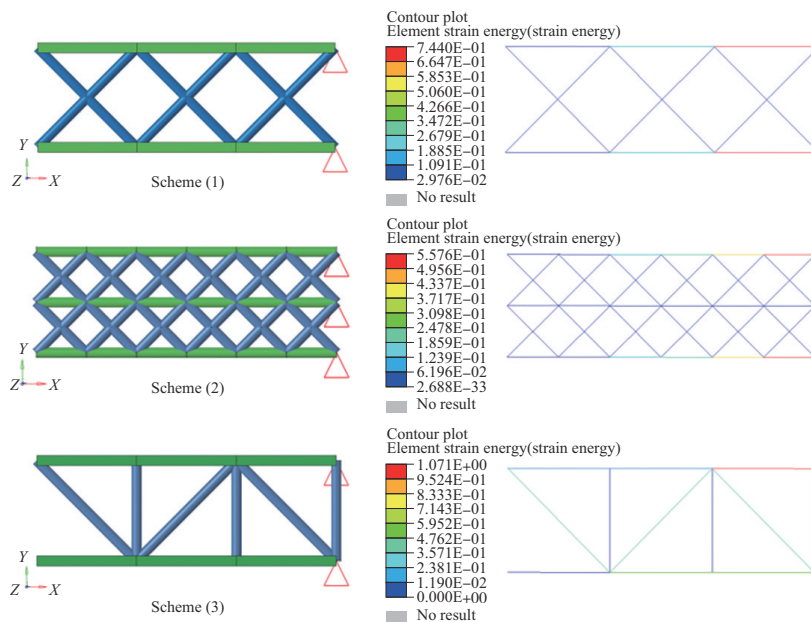 Y
Z
X
Scheme (1)
Contour plot
Element strain energy(strain energy)
7.440E−01
6.647E−01
5.853E−01
5.060E−01
4.266E−01
3.472E−01
2.679E−01
1.885E−01
1.091E−01
2.976E−02
No result
Y
Z
X
Scheme (2)
Contour plot
Element strain energy(strain energy)
5.576E−01
4.956E−01
4.337E−01
3.717E−01
3.098E−01
2.478E−01
1.859E−01
1.239E−01
6.196E−02
2.688E−33
No result
Y
Z
X
Scheme (3)
Contour plot
Element strain energy(strain energy)
1.071E+00
9.524E−01
8.333E−01
7.143E−01
5.952E−01
4.762E−01
3.571E−01
2.381E−01
1.190E−02
0.000E+00
No result